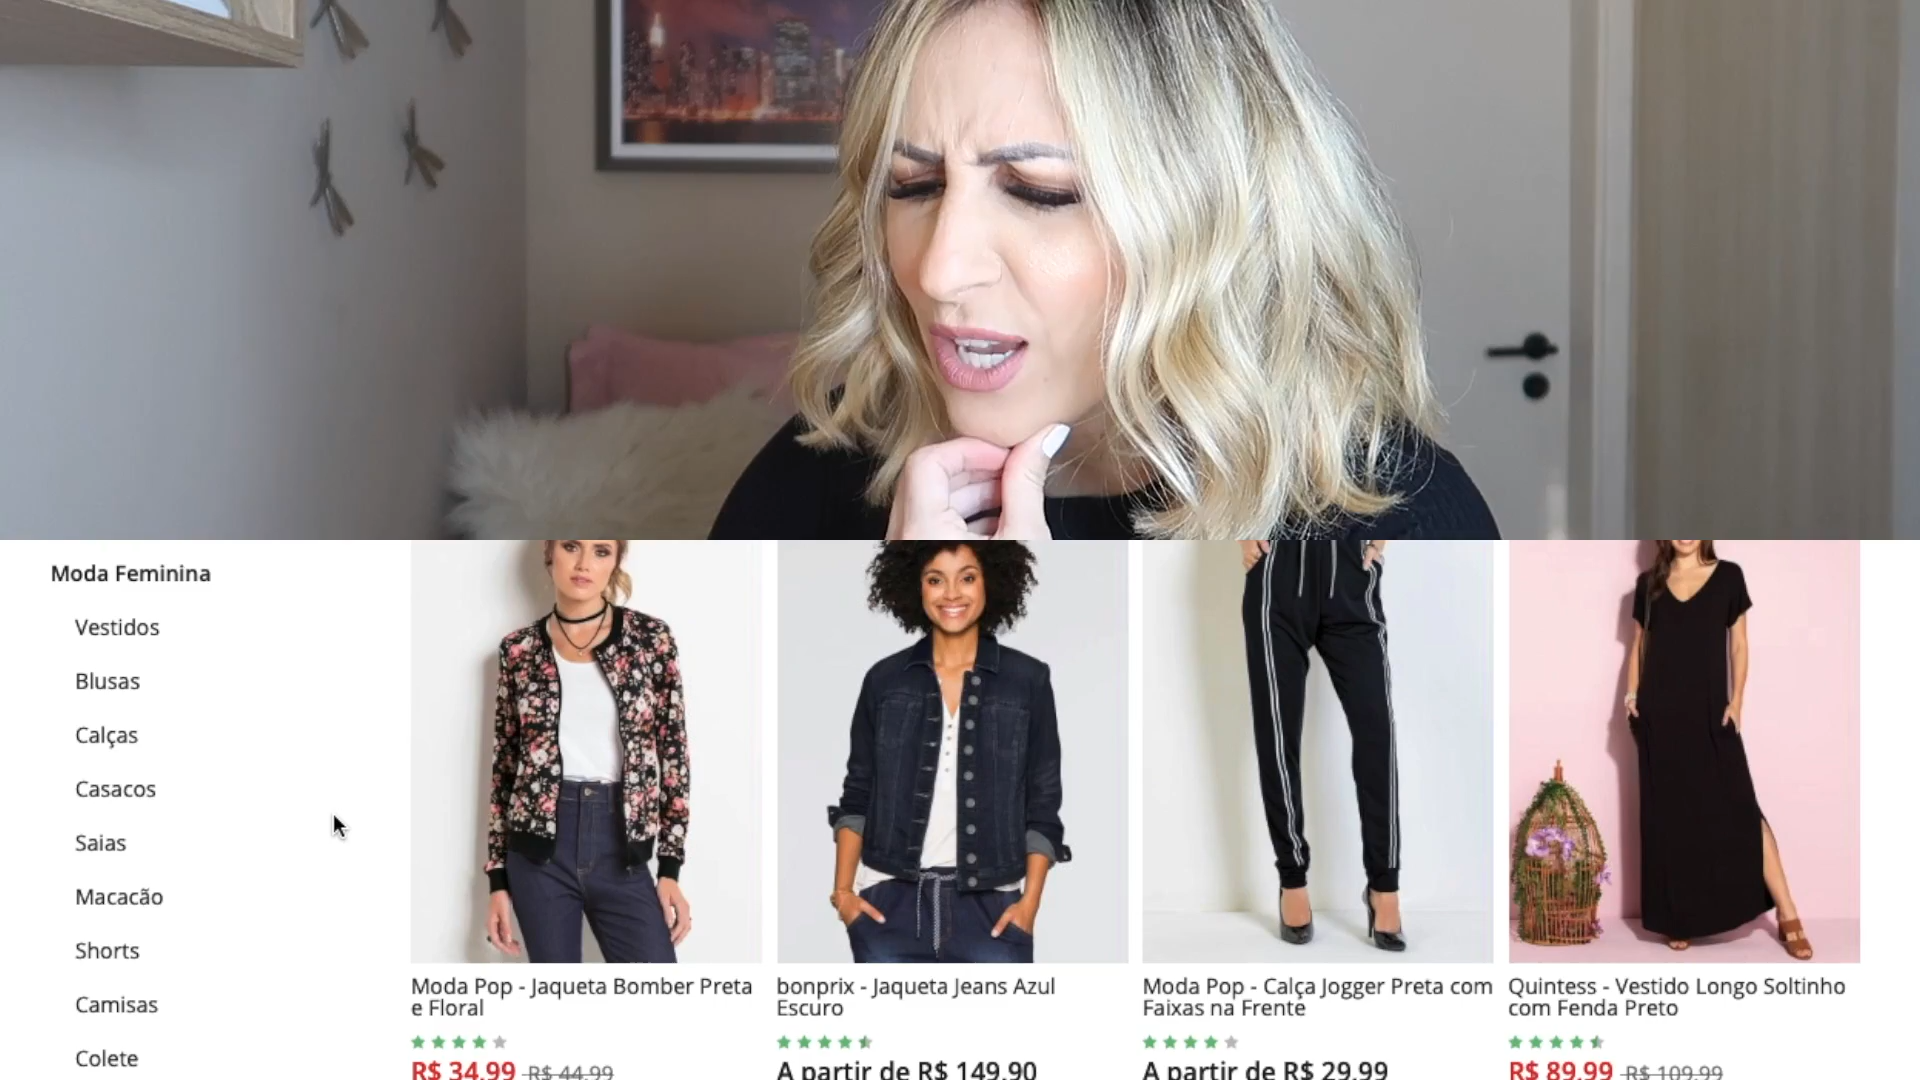 Moda Feminina
Vestidos
Blusas
Calças
Casacos
Saias
Macacão
Shorts
Camisas
Colete
Moda Pop - Jaqueta Bomber Preta
e Floral
R$ 34,99 R$ 44,99
bonprix - Jaqueta Jeans Azul
Escuro
A partir de R$ 149,90
Moda Pop - Calça Jogger Preta com
Faixas na Frente
A partir de R$ 29,99
Quintess - Vestido Longo Soltinho
com Fenda Preto
R$ 89,99 R$ 109,99